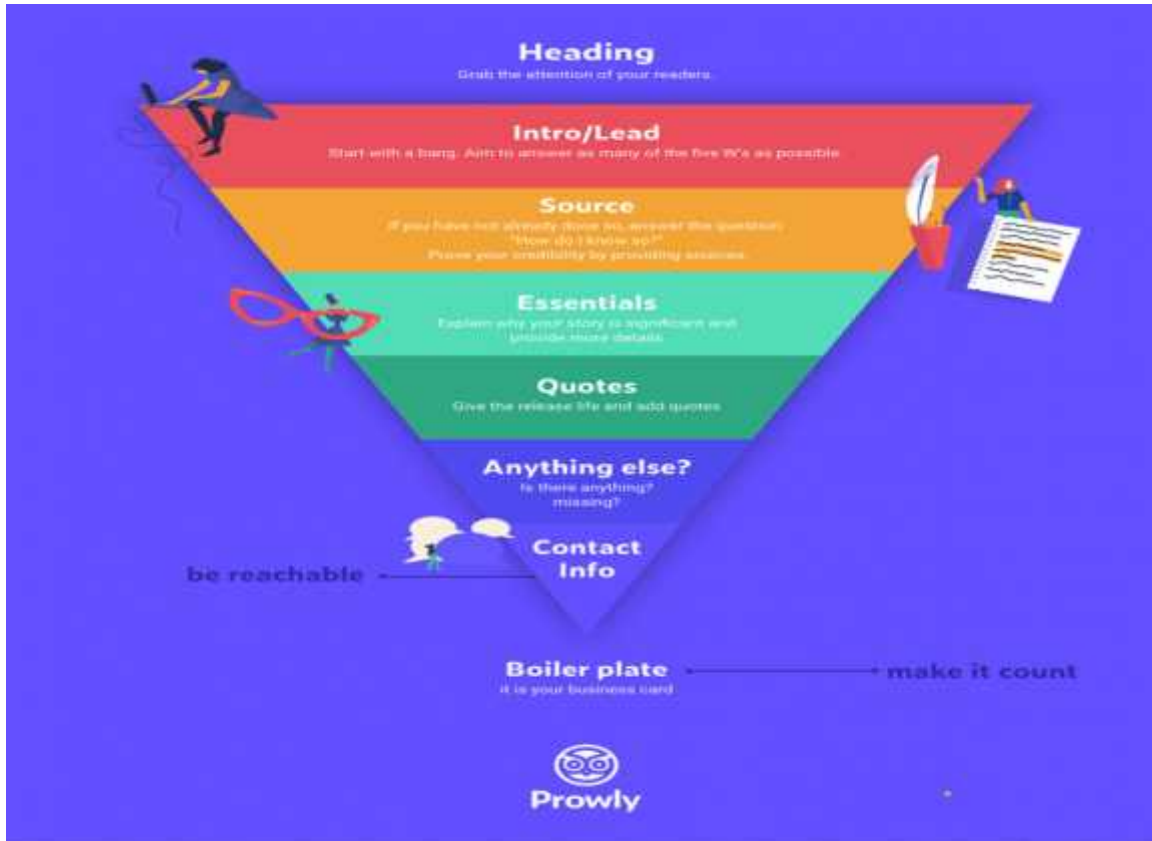 Heading
Grab the attention of your readers.
Intro/Lead
Start with a bang. Aim to answer as many of the five W's as possible
Source
If you have not already done so, answer the question
"How do I know so?"
Prove your credibility by providing sources.
Essentials
Explain why your story is significant and
provide more details
Quotes
Give the release life and add quotes
Anything else?
Is there anything?
missing?
Contact
Info
be reachable
Boiler plate
it is your business card
make it count
Prowly